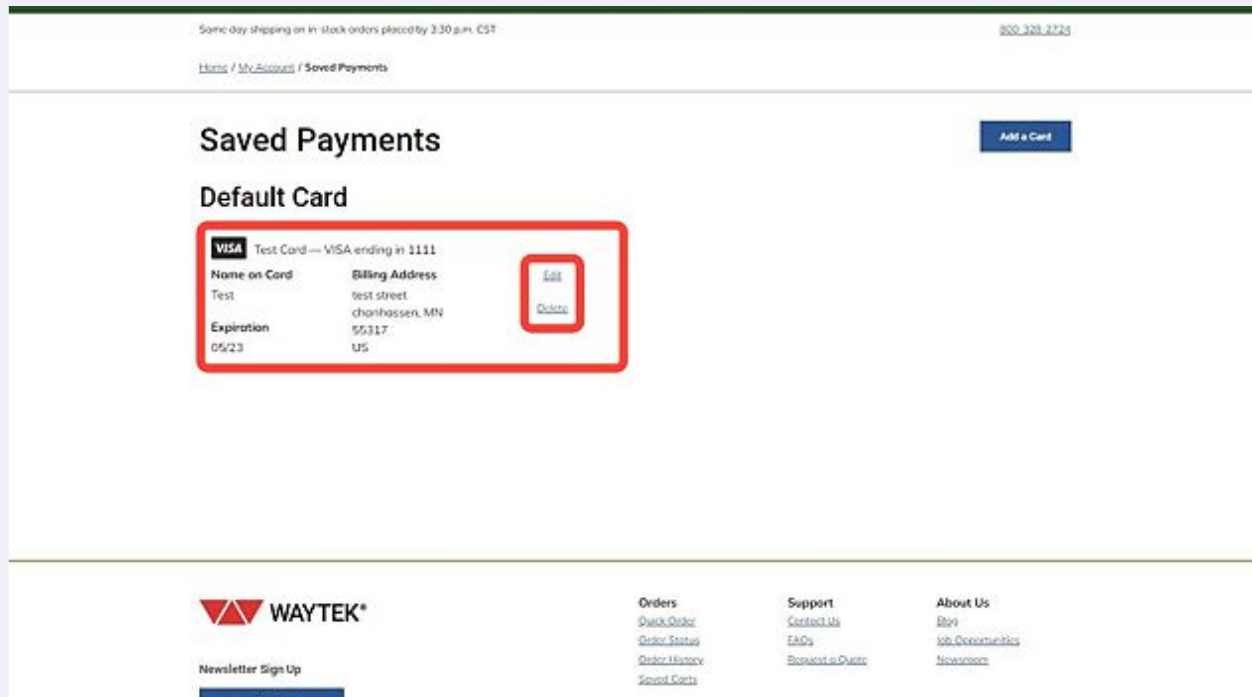 Same day shipping on in-stock orders placed by 3:30 p.m. CST
800-328-2724
Home / My Account / Saved Payments
Saved Payments
Add a Card
Default Card
VISA Test Card — VISA ending in 1111
Name on Card
Test
Expiration
05/23
Billing Address
test street
chanhassen, MN
55317
US
Edit
Delete
WAYTEK®
Newsletter Sign Up
Orders
Quick Order
Order Status
Order History
Saved Carts
Support
Contact Us
FAQs
Request a Quote
About Us
Blog
Job Opportunities
Newsroom